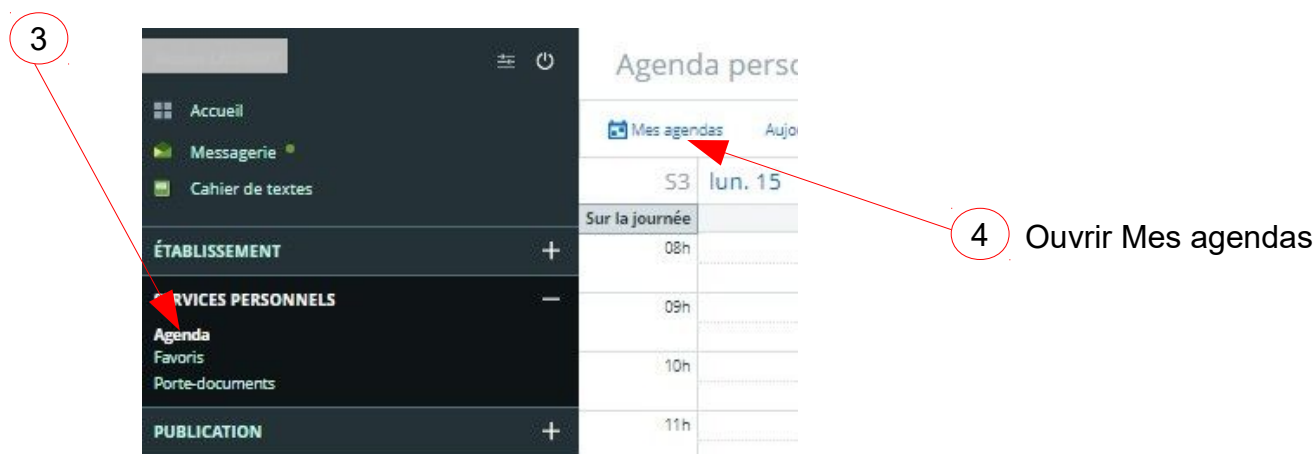 3
Accueil
Messagerie
Cahier de textes
ÉTABLISSEMENT
SERVICES PERSONNELS
Agenda
Favoris
Porte-documents
PUBLICATION
Agenda perso
Mes agendas Aujo
S3 lun. 15
Sur la journée
08h
09h
10h
11h
4 Ouvrir Mes agendas